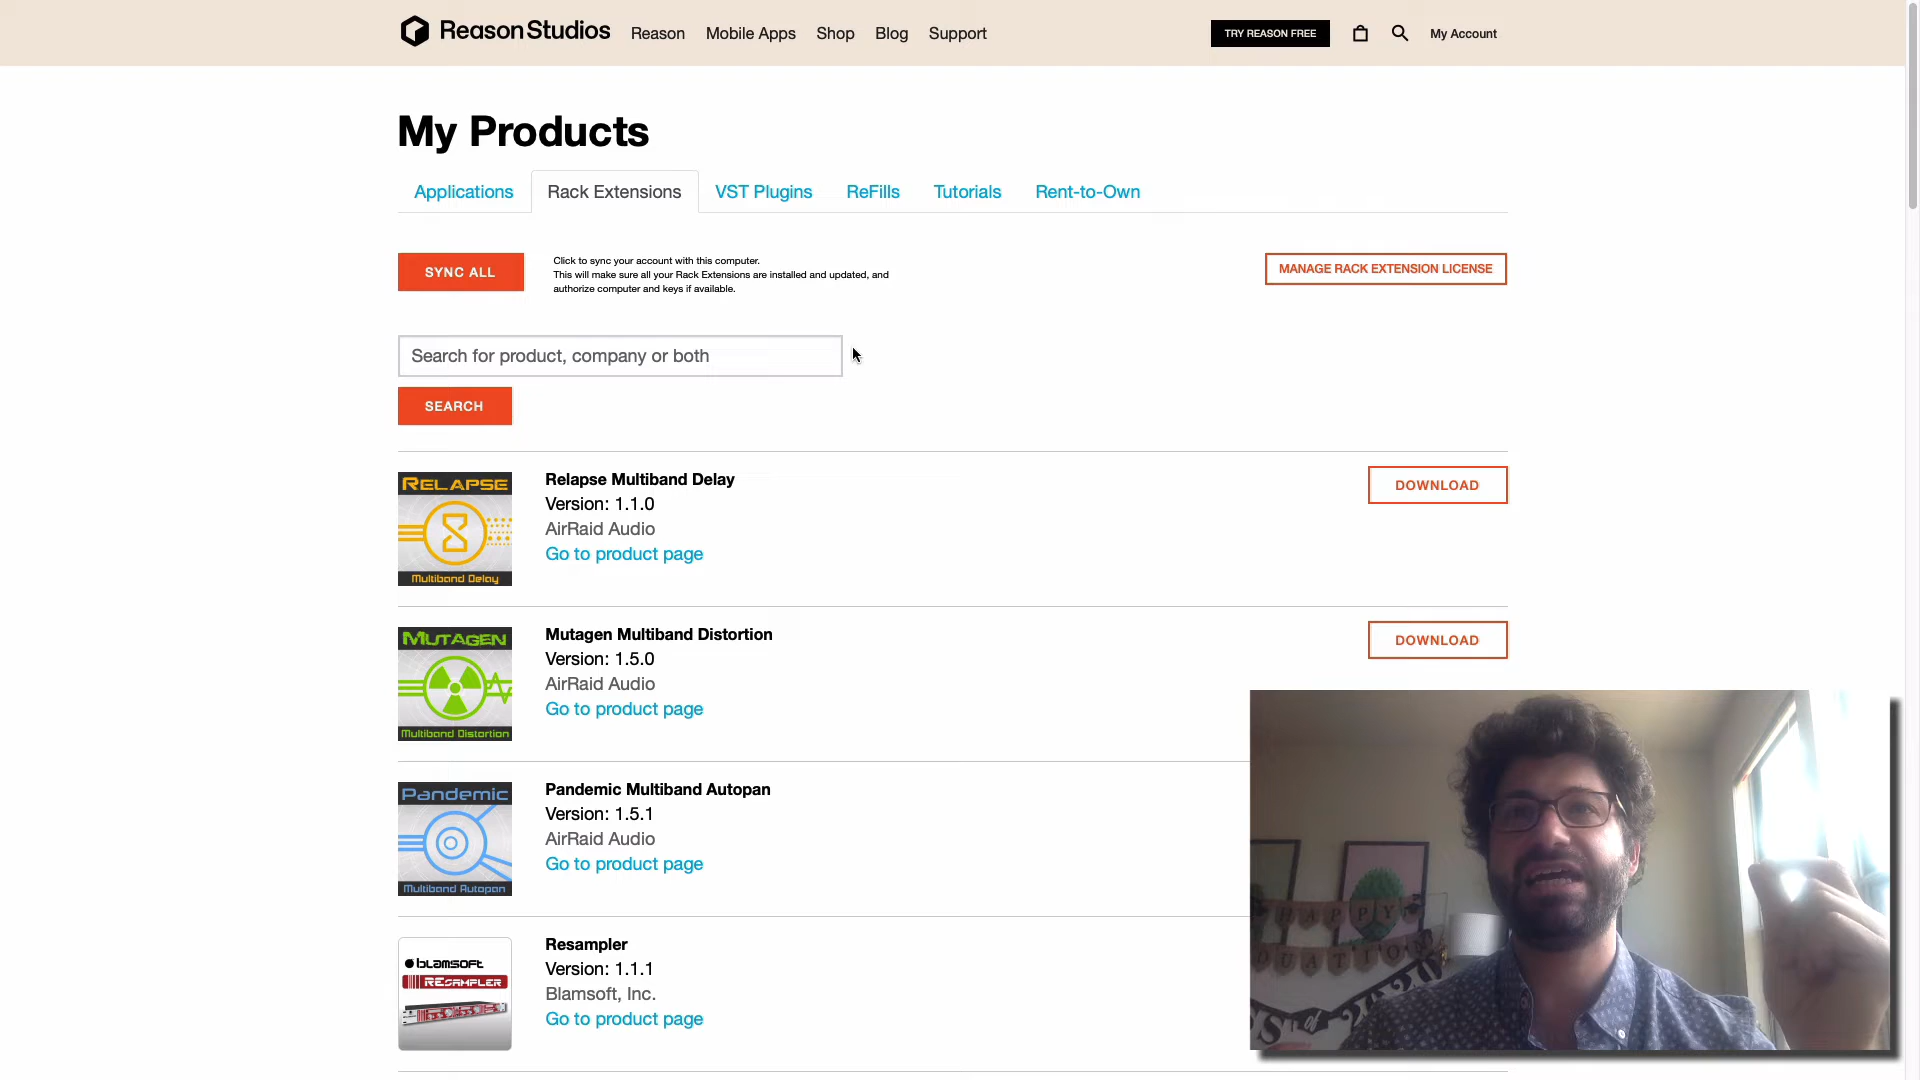 Reason Studios
Reason
Mobile Apps
Shop
Blog
Support
TRY REASON FREE
My Account
My Products
Applications
Rack Extensions
VST Plugins
ReFills
Tutorials
Rent-to-Own
SYNC ALL
Click to sync your account with this computer.
This will make sure all your Rack Extensions are installed and updated, and
authorize computer and keys if available.
MANAGE RACK EXTENSION LICENSE
Search for product, company or both
SEARCH
RELAPSE
Multiband Delay
Relapse Multiband Delay
Version: 1.1.0
AirRaid Audio
Go to product page
DOWNLOAD
MUTAGEN
Multiband Distortion
Mutagen Multiband Distortion
Version: 1.5.0
AirRaid Audio
Go to product page
DOWNLOAD
Pandemic
Multiband Autopan
Pandemic Multiband Autopan
Version: 1.5.1
AirRaid Audio
Go to product page
blamsoft
RESAMPLER
Resampler
Version: 1.1.1
Blamsoft, Inc.
Go to product page
HAPPY
DUATION